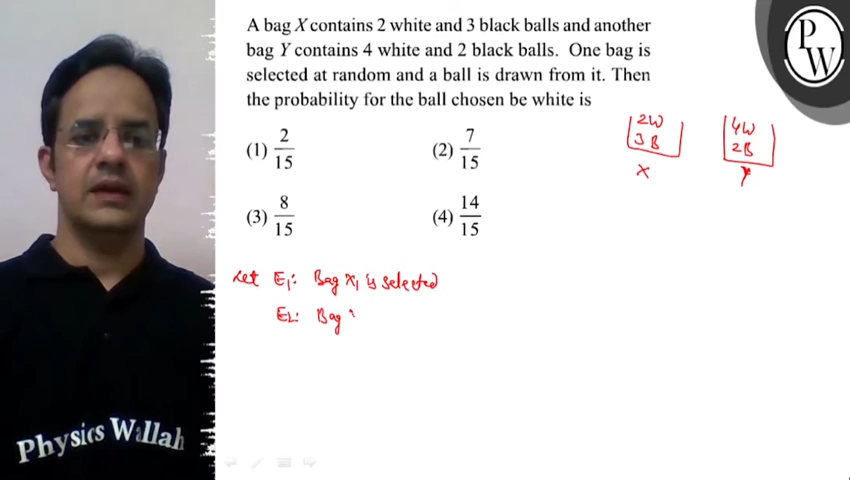 A bag X contains 2 white and 3 black balls and another
bag Y contains 4 white and 2 black balls. One bag is
selected at random and a ball is drawn from it. Then
the probability for the ball chosen be white is
(1) 2/15 (2) 7/15
(3) 8/15 (4) 14/15
2W
3B
X
4W
2B
Y
Let E₁: Bag X, is selected
E₂: Bag
P
W
Physics Wallah